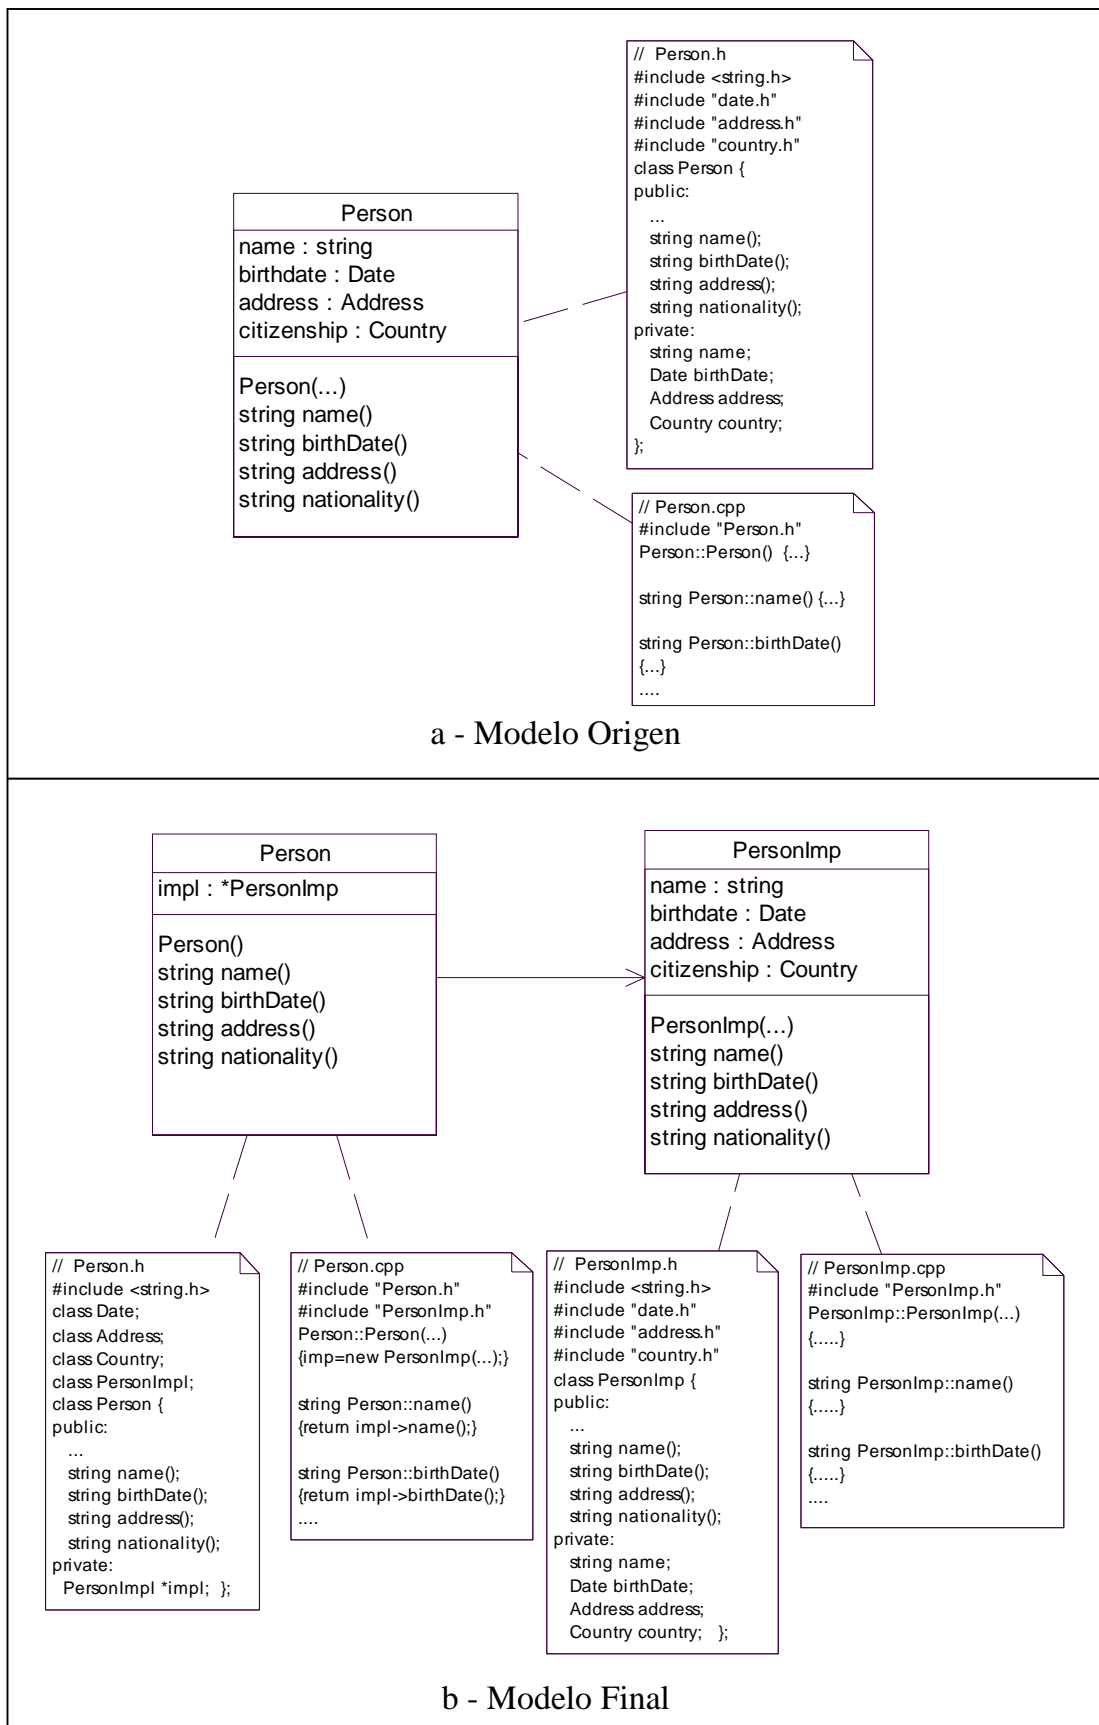 //  Person.h
#include <string.h>
#include "date.h"
#include "address.h"
#include "country.h"
class Person {
public:
...
string name();
string birthDate();
string address();
string nationality();
private:
string name;
Date birthDate;
Address address;
Country country;
};
Person
name : string
birthdate : Date
address : Address
citizenship : Country
Person(...)
string name()
string birthDate()
string address()
string nationality()
// Person.cpp
#include "Person.h"
Person::Person()  {...}
string Person::name() {...}
string Person::birthDate()
{...}
....
a - Modelo Origen
Person
impl : *PersonImp
Person()
string name()
string birthDate()
string address()
string nationality()
PersonImp
name : string
birthdate : Date
address : Address
citizenship : Country
PersonImp(...)
string name()
string birthDate()
string address()
string nationality()
//  Person.h
#include <string.h>
class Date;
class Address;
class Country;
class PersonImpl;
class Person {
public:
...
string name();
string birthDate();
string address();
string nationality();
private:
PersonImpl *impl;  };
// Person.cpp
#include "Person.h"
#include "PersonImp.h"
Person::Person(...)
{imp=new PersonImp(...);}
string Person::name()
{return impl->name();}
string Person::birthDate()
{return impl->birthDate();}
....
//  PersonImp.h
#include <string.h>
#include "date.h"
#include "address.h"
#include "country.h"
class PersonImp {
public:
...
string name();
string birthDate();
string address();
string nationality();
private:
string name;
Date birthDate;
Address address;
Country country;   };
// PersonImp.cpp
#include "PersonImp.h"
PersonImp::PersonImp(...)
{.....}
string PersonImp::name()
{.....}
string PersonImp::birthDate()
{.....}
....
b - Modelo Final